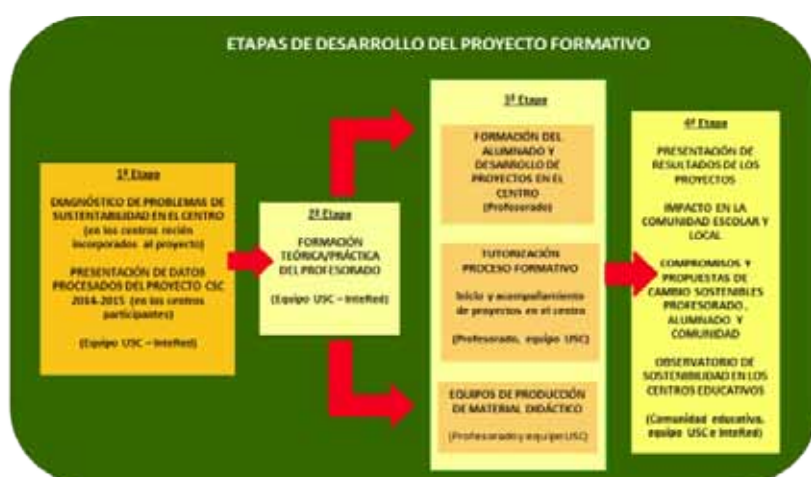 ETAPAS DE DESARROLLO DEL PROYECTO FORMATIVO
1ª Etapa
DIAGNÓSTICO DE PROBLEMAS DE
SUSTENTABILIDAD EN EL CENTRO
(en los centros recién
incorporados al proyecto)
PRESENTACIÓN DE DATOS
PROCESADOS DEL PROYECTO CSC
2014-2015 (en los centros
participantes)
(Equipo USC – InteRed)
2ª Etapa
FORMACIÓN
TEÓRICA/PRÁCTICA
DEL PROFESORADO
(Equipo USC – InteRed)
3ª Etapa
FORMACIÓN DEL
ALUMNADO Y
DESARROLLO DE
PROYECTOS EN EL
CENTRO
(Profesorado)
TUTORIZACIÓN
PROCESO FORMATIVO
Inicio y acompañamiento
de proyectos en el centro
(Profesorado, equipo USC)
EQUIPOS DE PRODUCCIÓN
DE MATERIAL DIDÁCTICO
(Profesorado y equipo USC)
4ª Etapa
PRESENTACIÓN DE
RESULTADOS DE LOS
PROYECTOS
IMPACTO EN LA
COMUNIDAD ESCOLAR Y
LOCAL
COMPROMISOS Y
PROPUESTAS DE
CAMBIO SOSTENIBLES
PROFESORADO,
ALUMNADO Y
COMUNIDAD
OBSERVATORIO DE
SOSTENIBILIDAD EN LOS
CENTROS EDUCATIVOS
(Comunidad educativa,
equipo USC e InteRed)